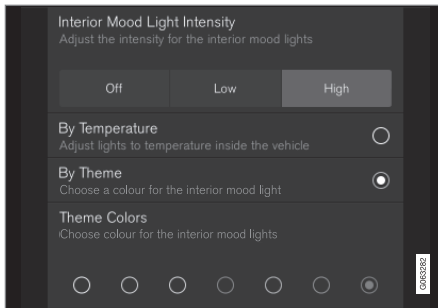 Interior Mood Light Intensity
Adjust the intensity for the interior mood lights
Off Low High
By Temperature
Adjust lights to temperature inside the vehicle
By Theme
Choose a colour for the interior mood light
Theme Colors
Choose colour for the interior mood lights
G063282